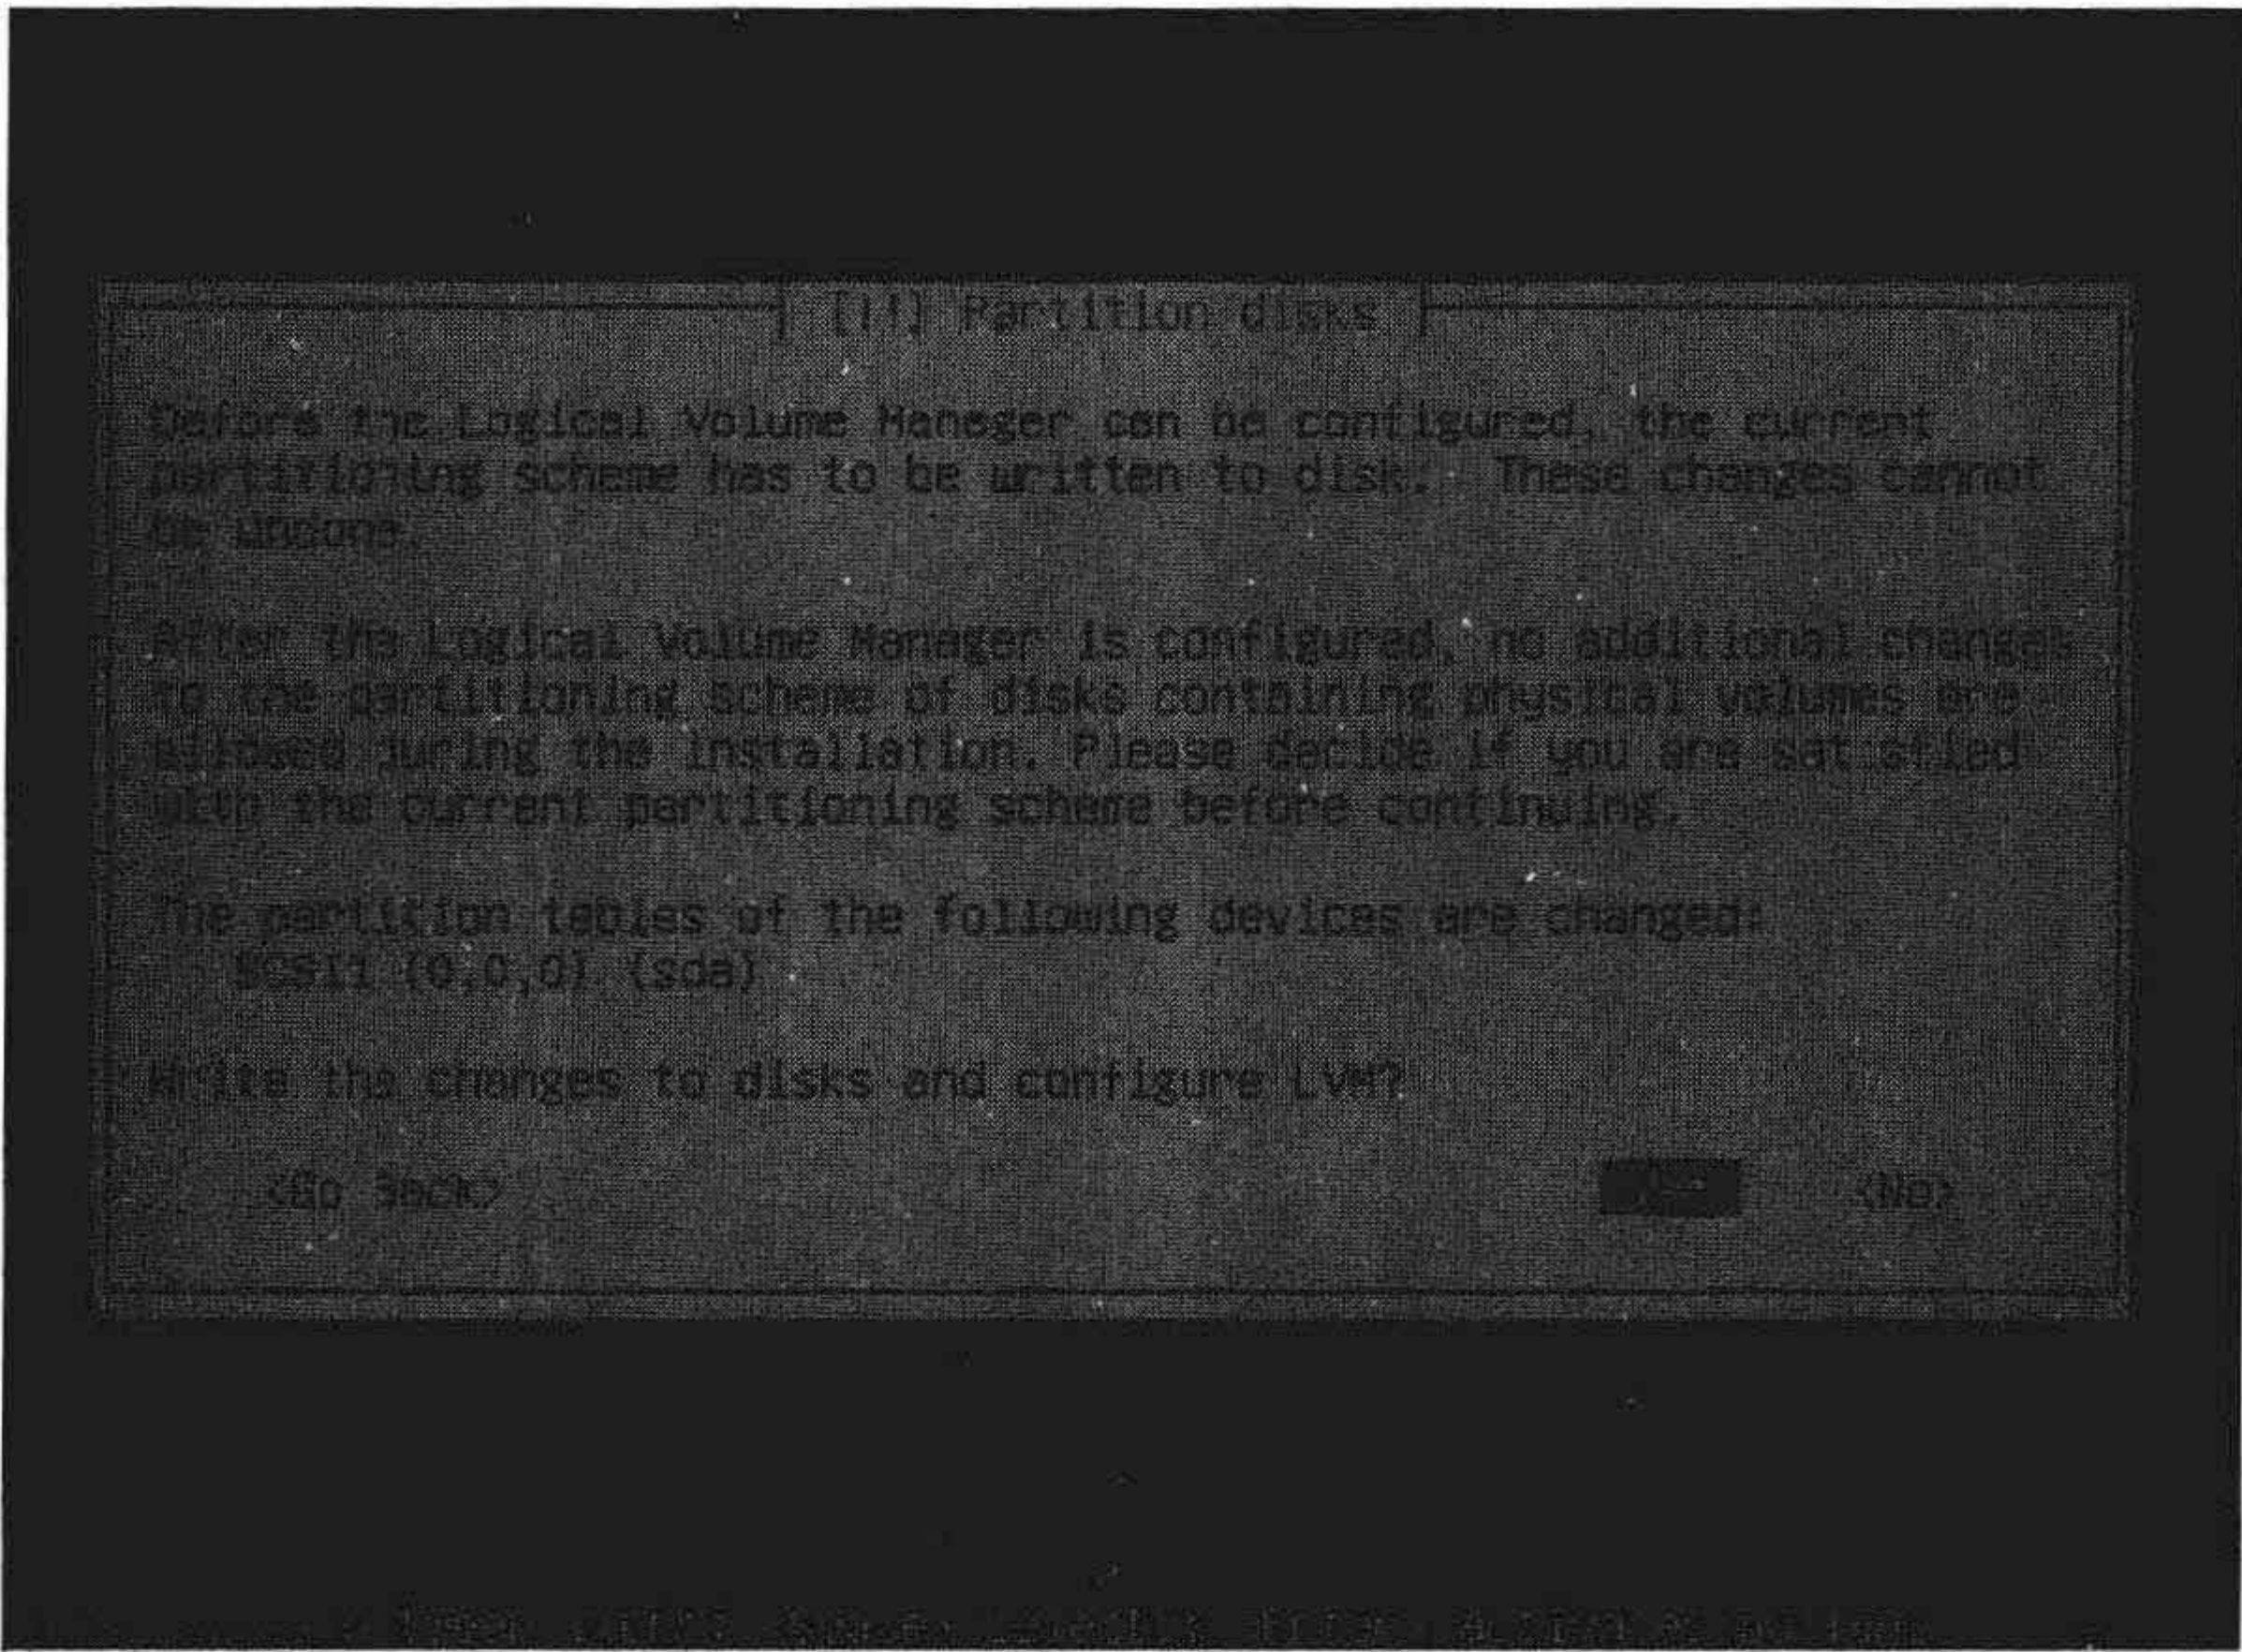 [!!] Partition disks
Before the Logical Volume Manager can be configured, the current
partitioning scheme has to be written to disk.  These changes cannot
be undone.
After the Logical Volume Manager is configured, no additional changes
to the partitioning scheme of disks containing physical volumes are
allowed during the installation. Please decide if you are satisfied
with the current partitioning scheme before continuing.
The partition tables of the following devices are changed:
SCSI1 (0,0,0) (sda)
Write the changes to disks and configure LVM?
<Go Back> <Yes> <No>